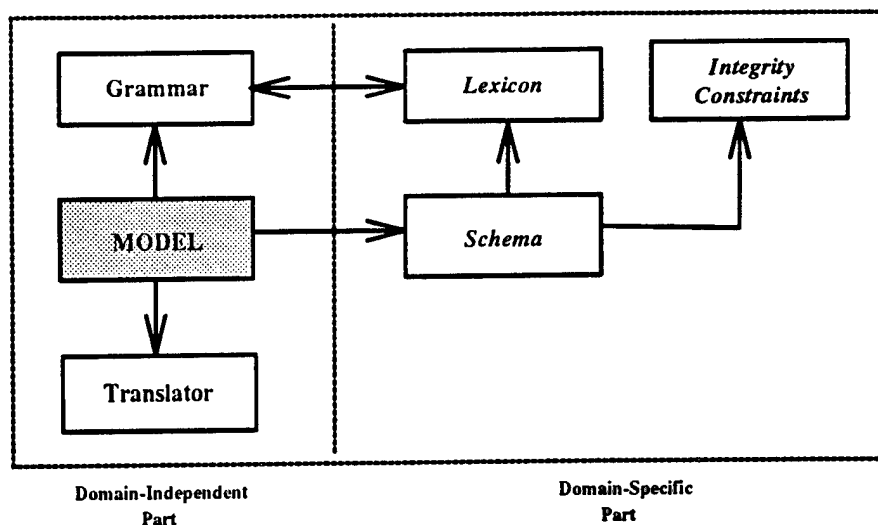 Grammar
Lexicon
Integrity
Constraints
MODEL
Schema
Translator
Domain-Independent
Part
Domain-Specific
Part